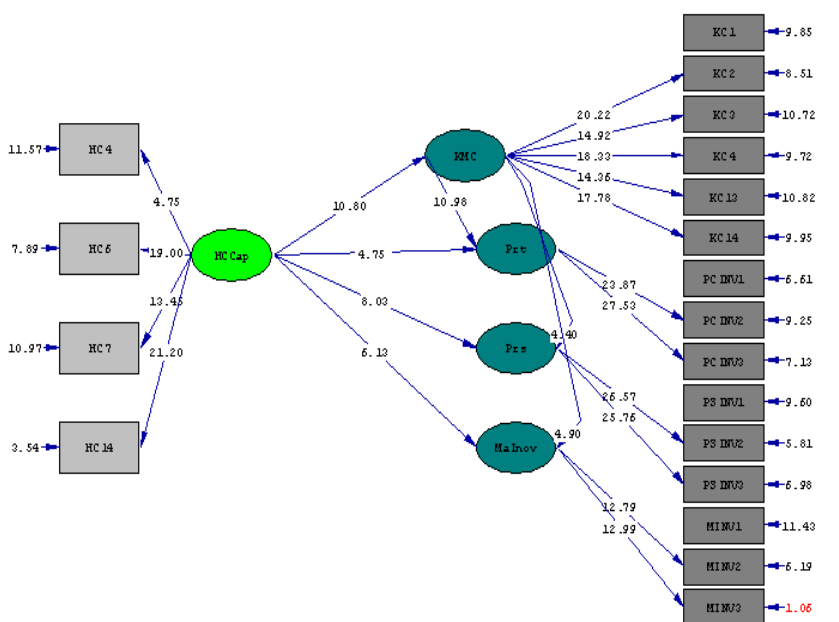 KC1
9.85
KC2
8.51
20.22
KC3
10.72
14.92
11.57
HC4
KMC
18.33
KC4
9.72
14.36
KC13
10.82
17.78
4.75
10.80
10.98
KC14
9.95
7.89
HC6
19.00
HCCap
4.75
Prt
PCINV1
6.61
23.87
13.45
8.03
27.53
PCINV2
9.25
4.40
10.97
HC7
21.20
6.13
Prs
PCINV3
7.13
26.57
PSINV1
9.60
25.76
4.90
3.54
HC14
MaInov
PSINV2
5.81
PSINV3
6.98
12.79
MINV1
11.43
12.99
MINV2
6.19
MINV3
1.06